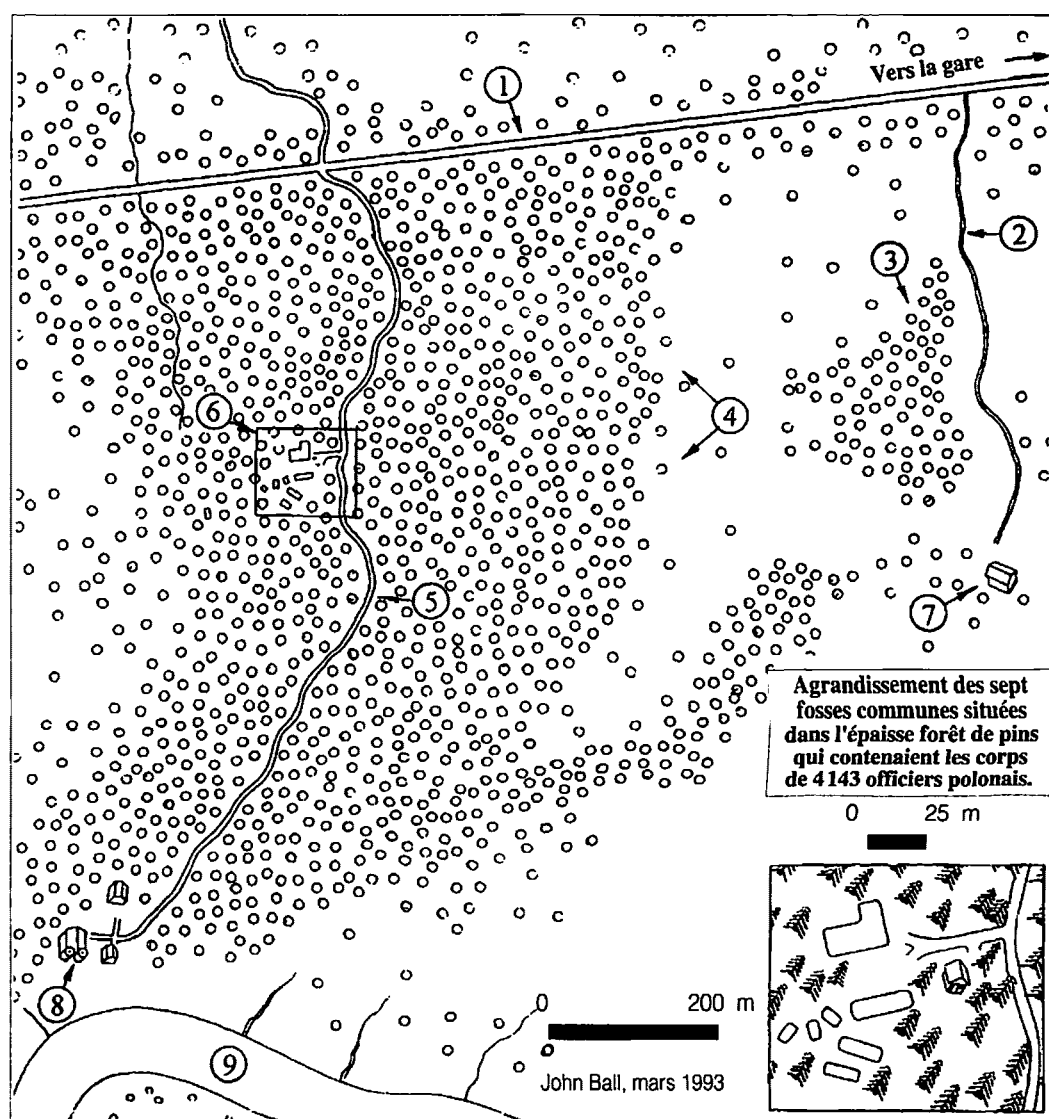 Vers la gare
1
2
3
4
6
5
7
Agrandissement des sept
fosses communes situées
dans l'épaisse forêt de pins
qui contenaient les corps
de 4143 officiers polonais.
0 25 m
8
0 200 m
9
John Ball, mars 1993